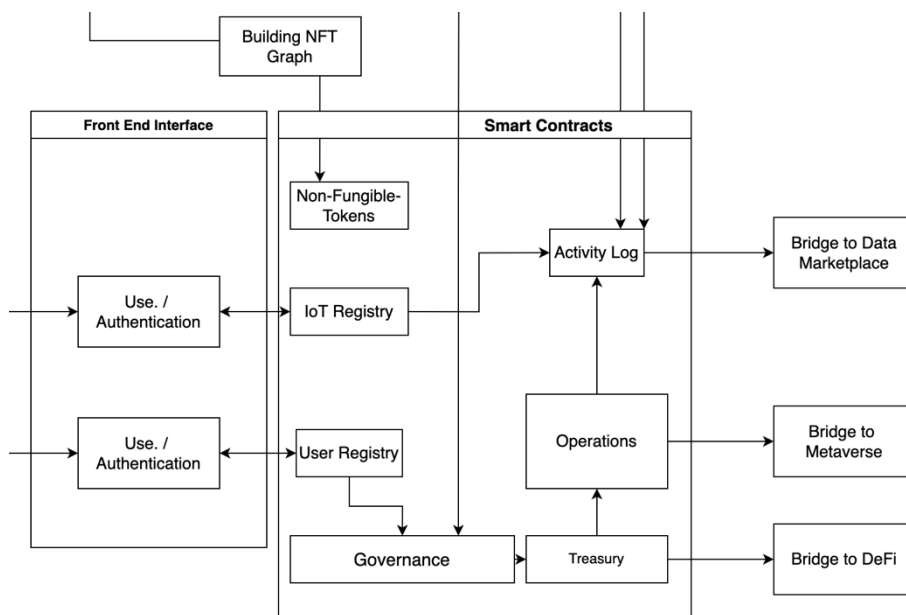 Building NFT
Graph
Front End Interface
Smart Contracts
Non-Fungible-
Tokens
Activity Log
Bridge to Data
Marketplace
Use. /
Authentication
IoT Registry
Use. /
Authentication
User Registry
Operations
Bridge to
Metaverse
Governance
Treasury
Bridge to DeFi